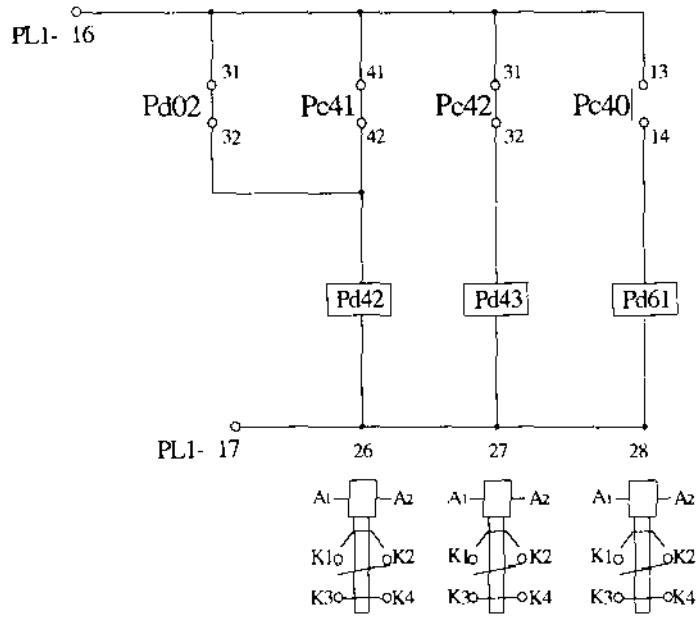 PL1- 16
31 41 31 13
Pd02 Pc41 Pc42 Pc40
32 42 32 14
Pd42 Pd43 Pd61
PL1- 17 26 27 28
A1 A2 A1 A2 A1 A2
K1 K2 K1 K2 K1 K2
K3 K4 K3 K4 K3 K4